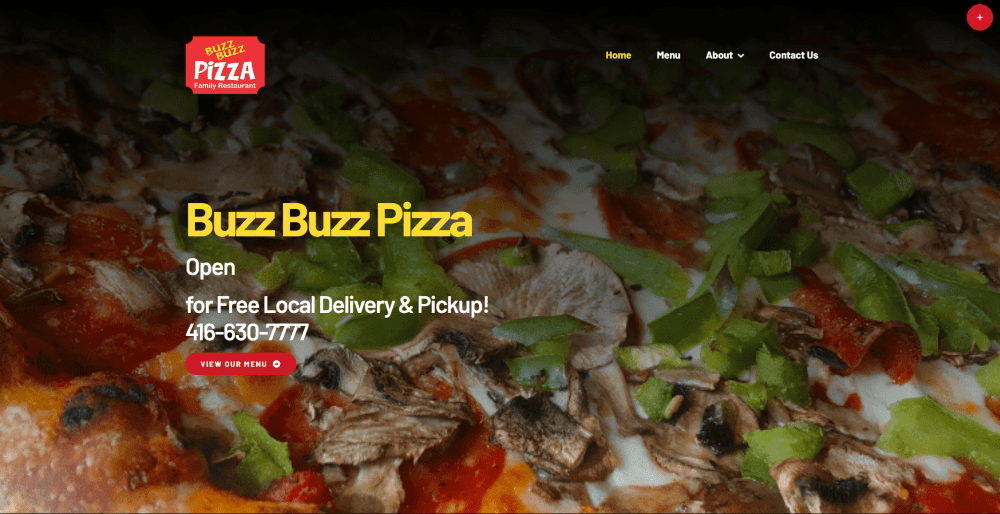 BUZZ
BUZZ
PiZZA
Family Restaurant
Home Menu About Contact Us
+
Buzz Buzz Pizza
Open
for Free Local Delivery & Pickup!
416-630-7777
VIEW OUR MENU